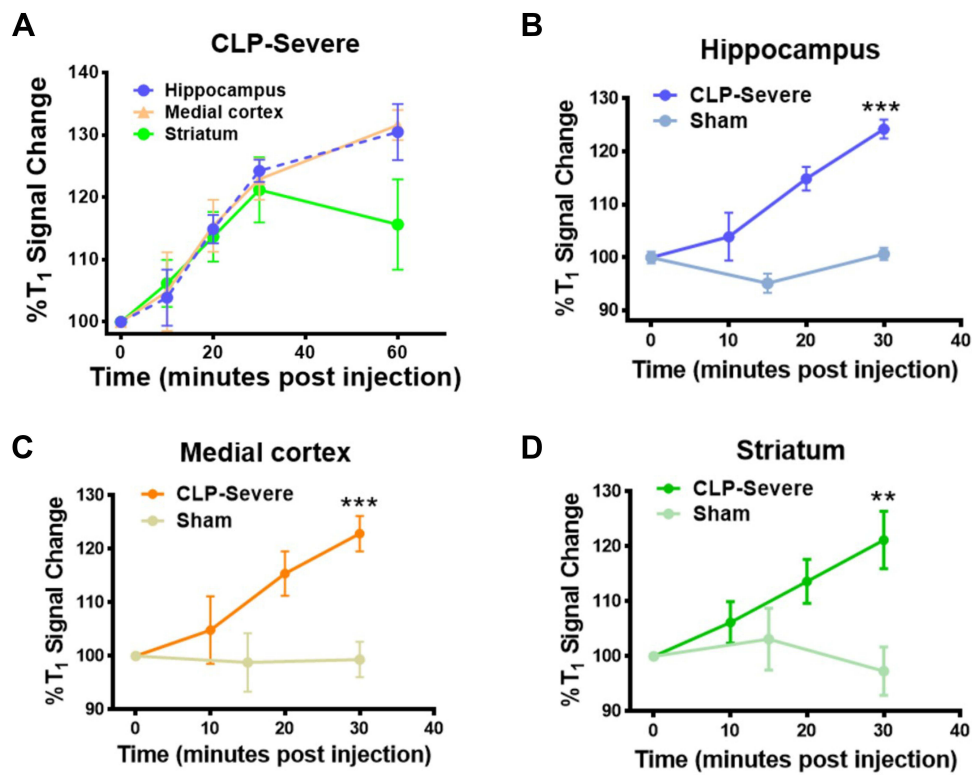 A
CLP-Severe
Hippocampus
Medial cortex
Striatum
%T₁ Signal Change
140
130
120
110
100
0
20
40
60
Time (minutes post injection)
B
Hippocampus
CLP-Severe
Sham
***
%T₁ Signal Change
130
120
110
100
90
0
10
20
30
40
Time (minutes post injection)
C
Medial cortex
CLP-Severe
Sham
***
%T₁ Signal Change
130
120
110
100
90
0
10
20
30
40
Time (minutes post injection)
D
Striatum
CLP-Severe
Sham
**
%T₁ Signal Change
130
120
110
100
90
0
10
20
30
40
Time (minutes post injection)